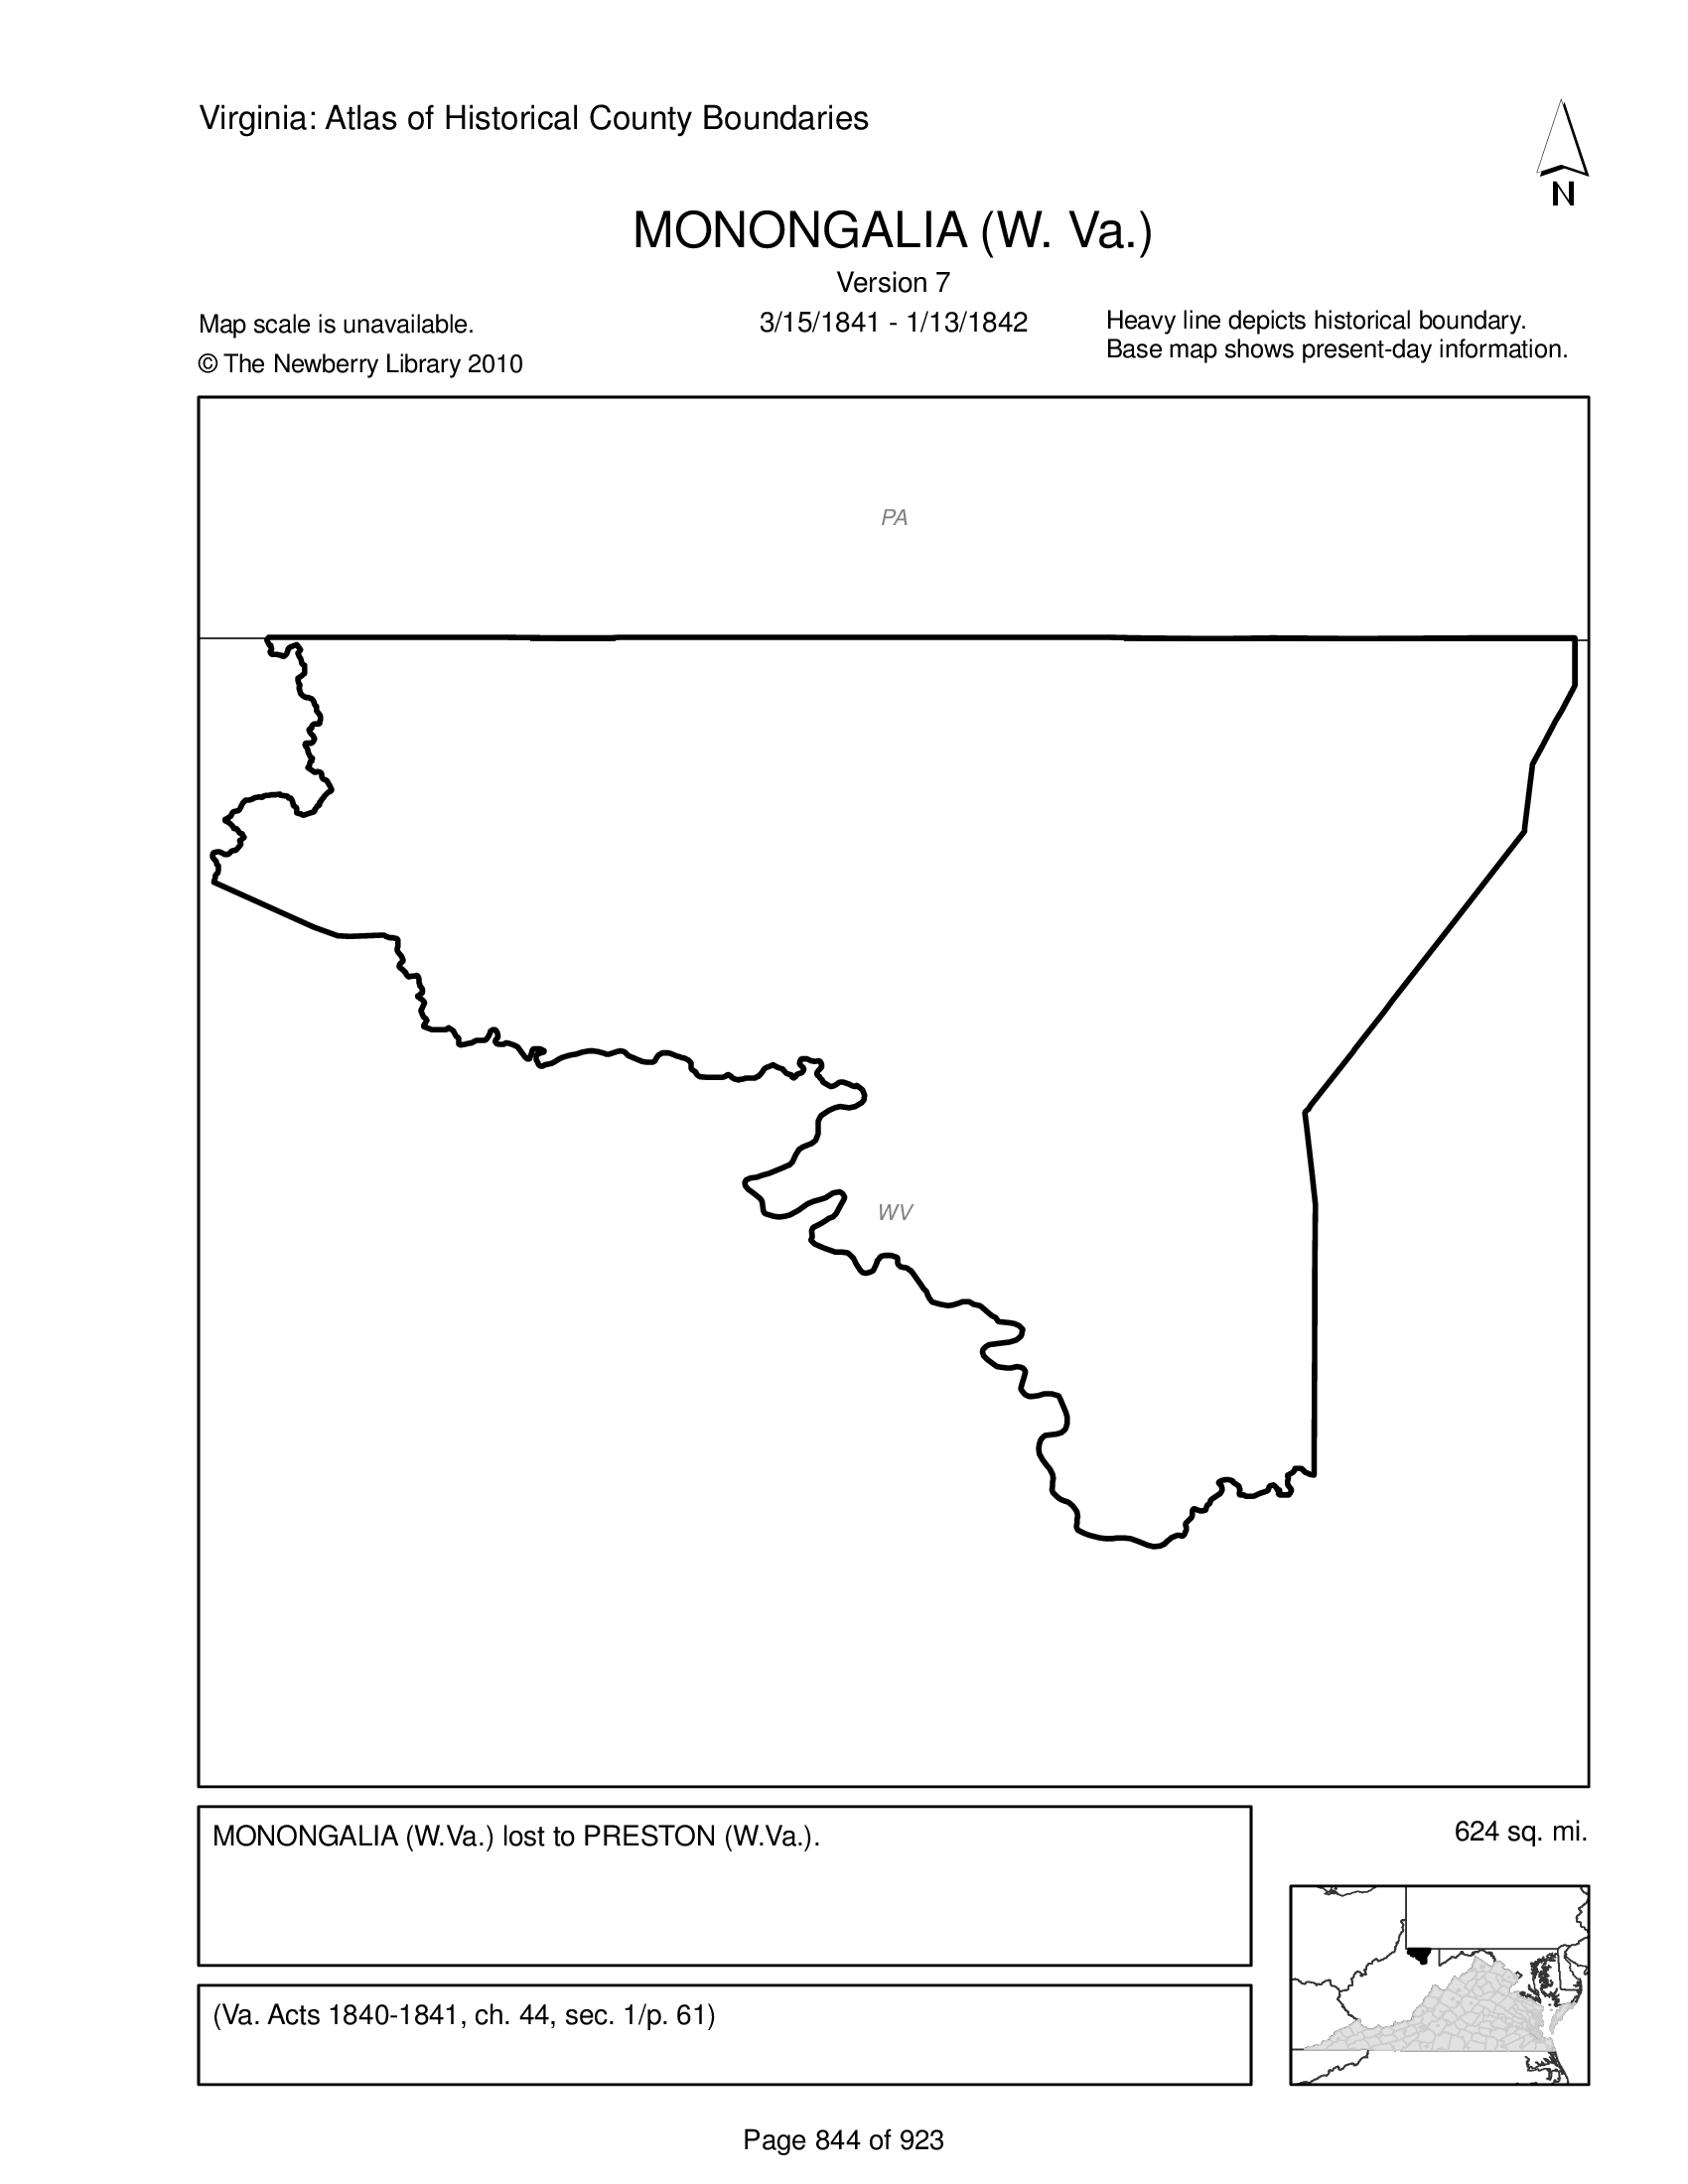 Virginia: Atlas of Historical County Boundaries
N
MONONGALIA (W. Va.)
Version 7
3/15/1841 - 1/13/1842
Map scale is unavailable.
© The Newberry Library 2010
Heavy line depicts historical boundary.
Base map shows present-day information.
PA
WV
MONONGALIA (W.Va.) lost to PRESTON (W.Va.).
624 sq. mi.
(Va. Acts 1840-1841, ch. 44, sec. 1/p. 61)
Page 844 of 923